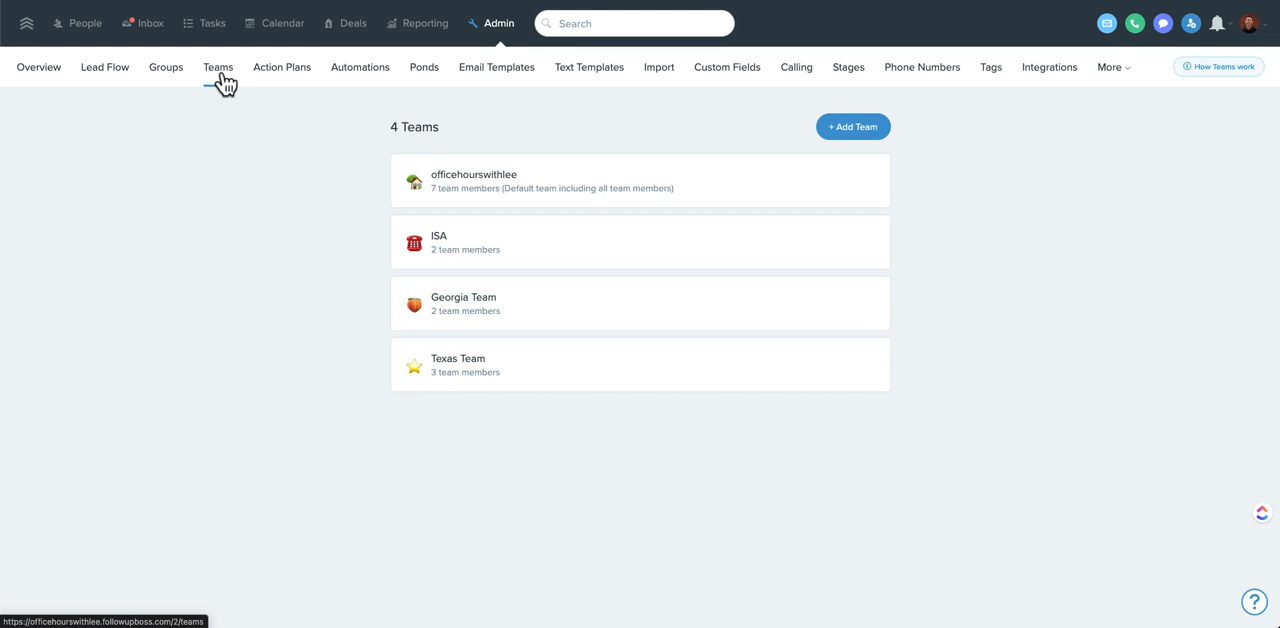 People Inbox Tasks Calendar Deals Reporting Admin Search
Overview Lead Flow Groups Teams Action Plans Automations Ponds Email Templates Text Templates Import Custom Fields Calling Stages Phone Numbers Tags Integrations More How Teams work
4 Teams + Add Team
officehourswithlee
7 team members (Default team including all team members)
ISA
2 team members
Georgia Team
2 team members
Texas Team
3 team members
?
https://officehourswithlee.followupboss.com/2/teams